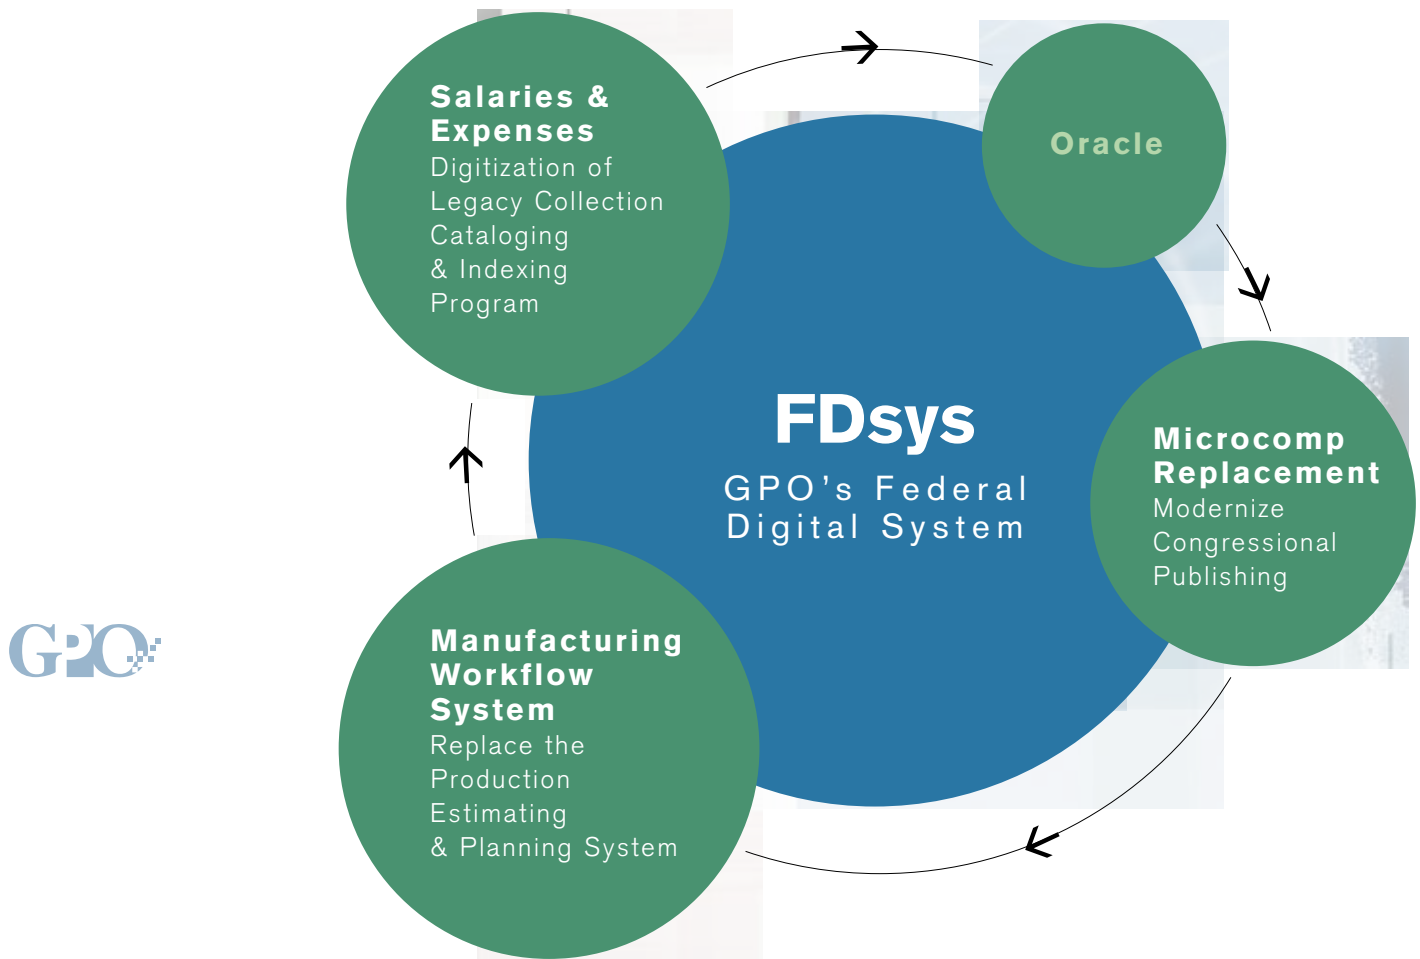 Salaries &
Expenses
Digitization of
Legacy Collection
Cataloging
& Indexing
Program
Oracle
FDsys
GPO’s Federal
Digital System
Microcomp
Replacement
Modernize
Congressional
Publishing
Manufacturing
Workflow
System
Replace the
Production
Estimating
& Planning System
GPO